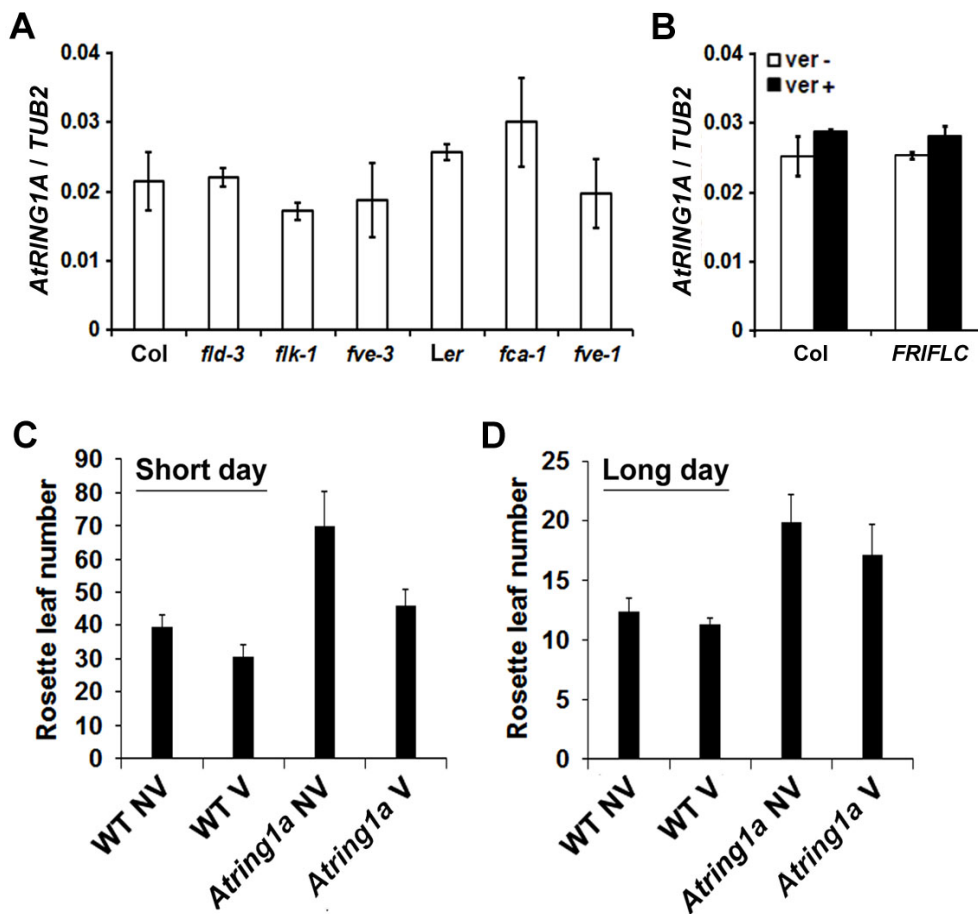 A
AtRING1A / TUB2
0.04
0.03
0.02
0.01
0
Col fld-3 flk-1 fve-3 Ler fca-1 fve-1
B
AtRING1A / TUB2
0.04
0.03
0.02
0.01
0
ver -
ver +
Col FRIFLC
C
Short day
Rosette leaf number
90
80
70
60
50
40
30
20
10
0
WT NV
WT V
Atring1a NV
Atring1a V
D
Long day
Rosette leaf number
25
20
15
10
5
0
WT NV
WT V
Atring1a NV
Atring1a V